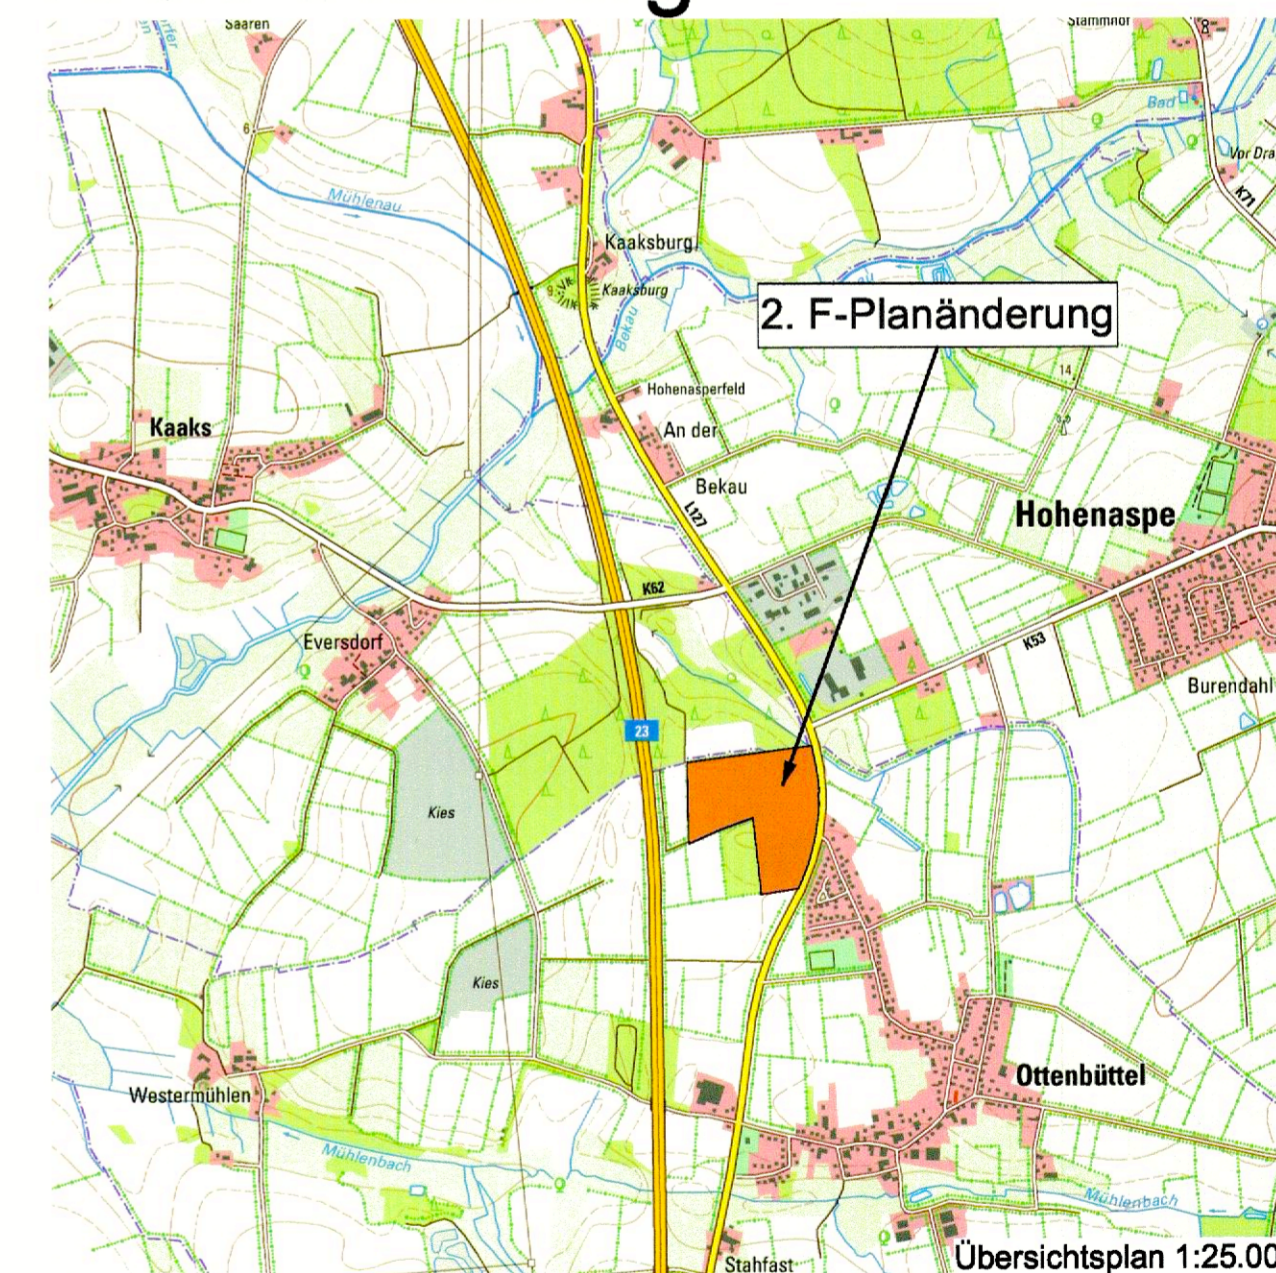 Saaren
Stammhof
6
Bad
Vor Dra
K71
Mühlenau
Kaaksburg
Kaaksburg
Bekau
2. F-Planänderung
Hohenasperfeld
14
Kaaks
An der
Bekau
L127
Hohenaspe
K62
K53
Eversdorf
Burendahl
23
Kies
Kies
Ottenbüttel
Westermühlen
Mühlenbach
Mühlenbach
Stahfast
Übersichtsplan 1:25.00